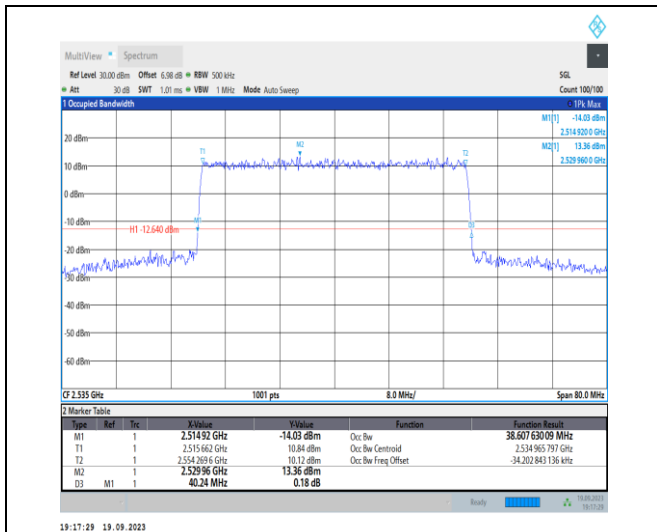 MultiView Spectrum
Ref Level 30.00 dBm Offset 6.98 dB RBW 500 kHz SGL
Att 30 dB SWT 1.01 ms VBW 1 MHz Mode Auto Sweep Count 100/100
1 Occupied Bandwidth 1Pk Max
M1[1] -14.03 dBm
2.514 920 0 GHz
M2[1] 13.36 dBm
2.529 960 0 GHz
20 dBm
T1 M2 T2
10 dBm
0 dBm
-10 dBm
M1 D3
H1 -12.640 dBm
-20 dBm
-30 dBm
-40 dBm
-50 dBm
-60 dBm
CF 2.535 GHz 1001 pts 8.0 MHz/ Span 80.0 MHz
2 Marker Table
Type Ref Trc X-Value Y-Value Function Function Result
M1 1 2.514 92 GHz -14.03 dBm Occ Bw 38.607 630 09 MHz
T1 1 2.515 662 GHz 10.84 dBm Occ Bw Centroid 2.534 965 797 GHz
T2 1 2.554 269 6 GHz 10.12 dBm Occ Bw Freq Offset -34.202 843 136 kHz
M2 1 2.529 96 GHz 13.36 dBm
D3 M1 1 40.24 MHz 0.18 dB
Ready 19.09.2023
19:17:29
19:17:29 19.09.2023